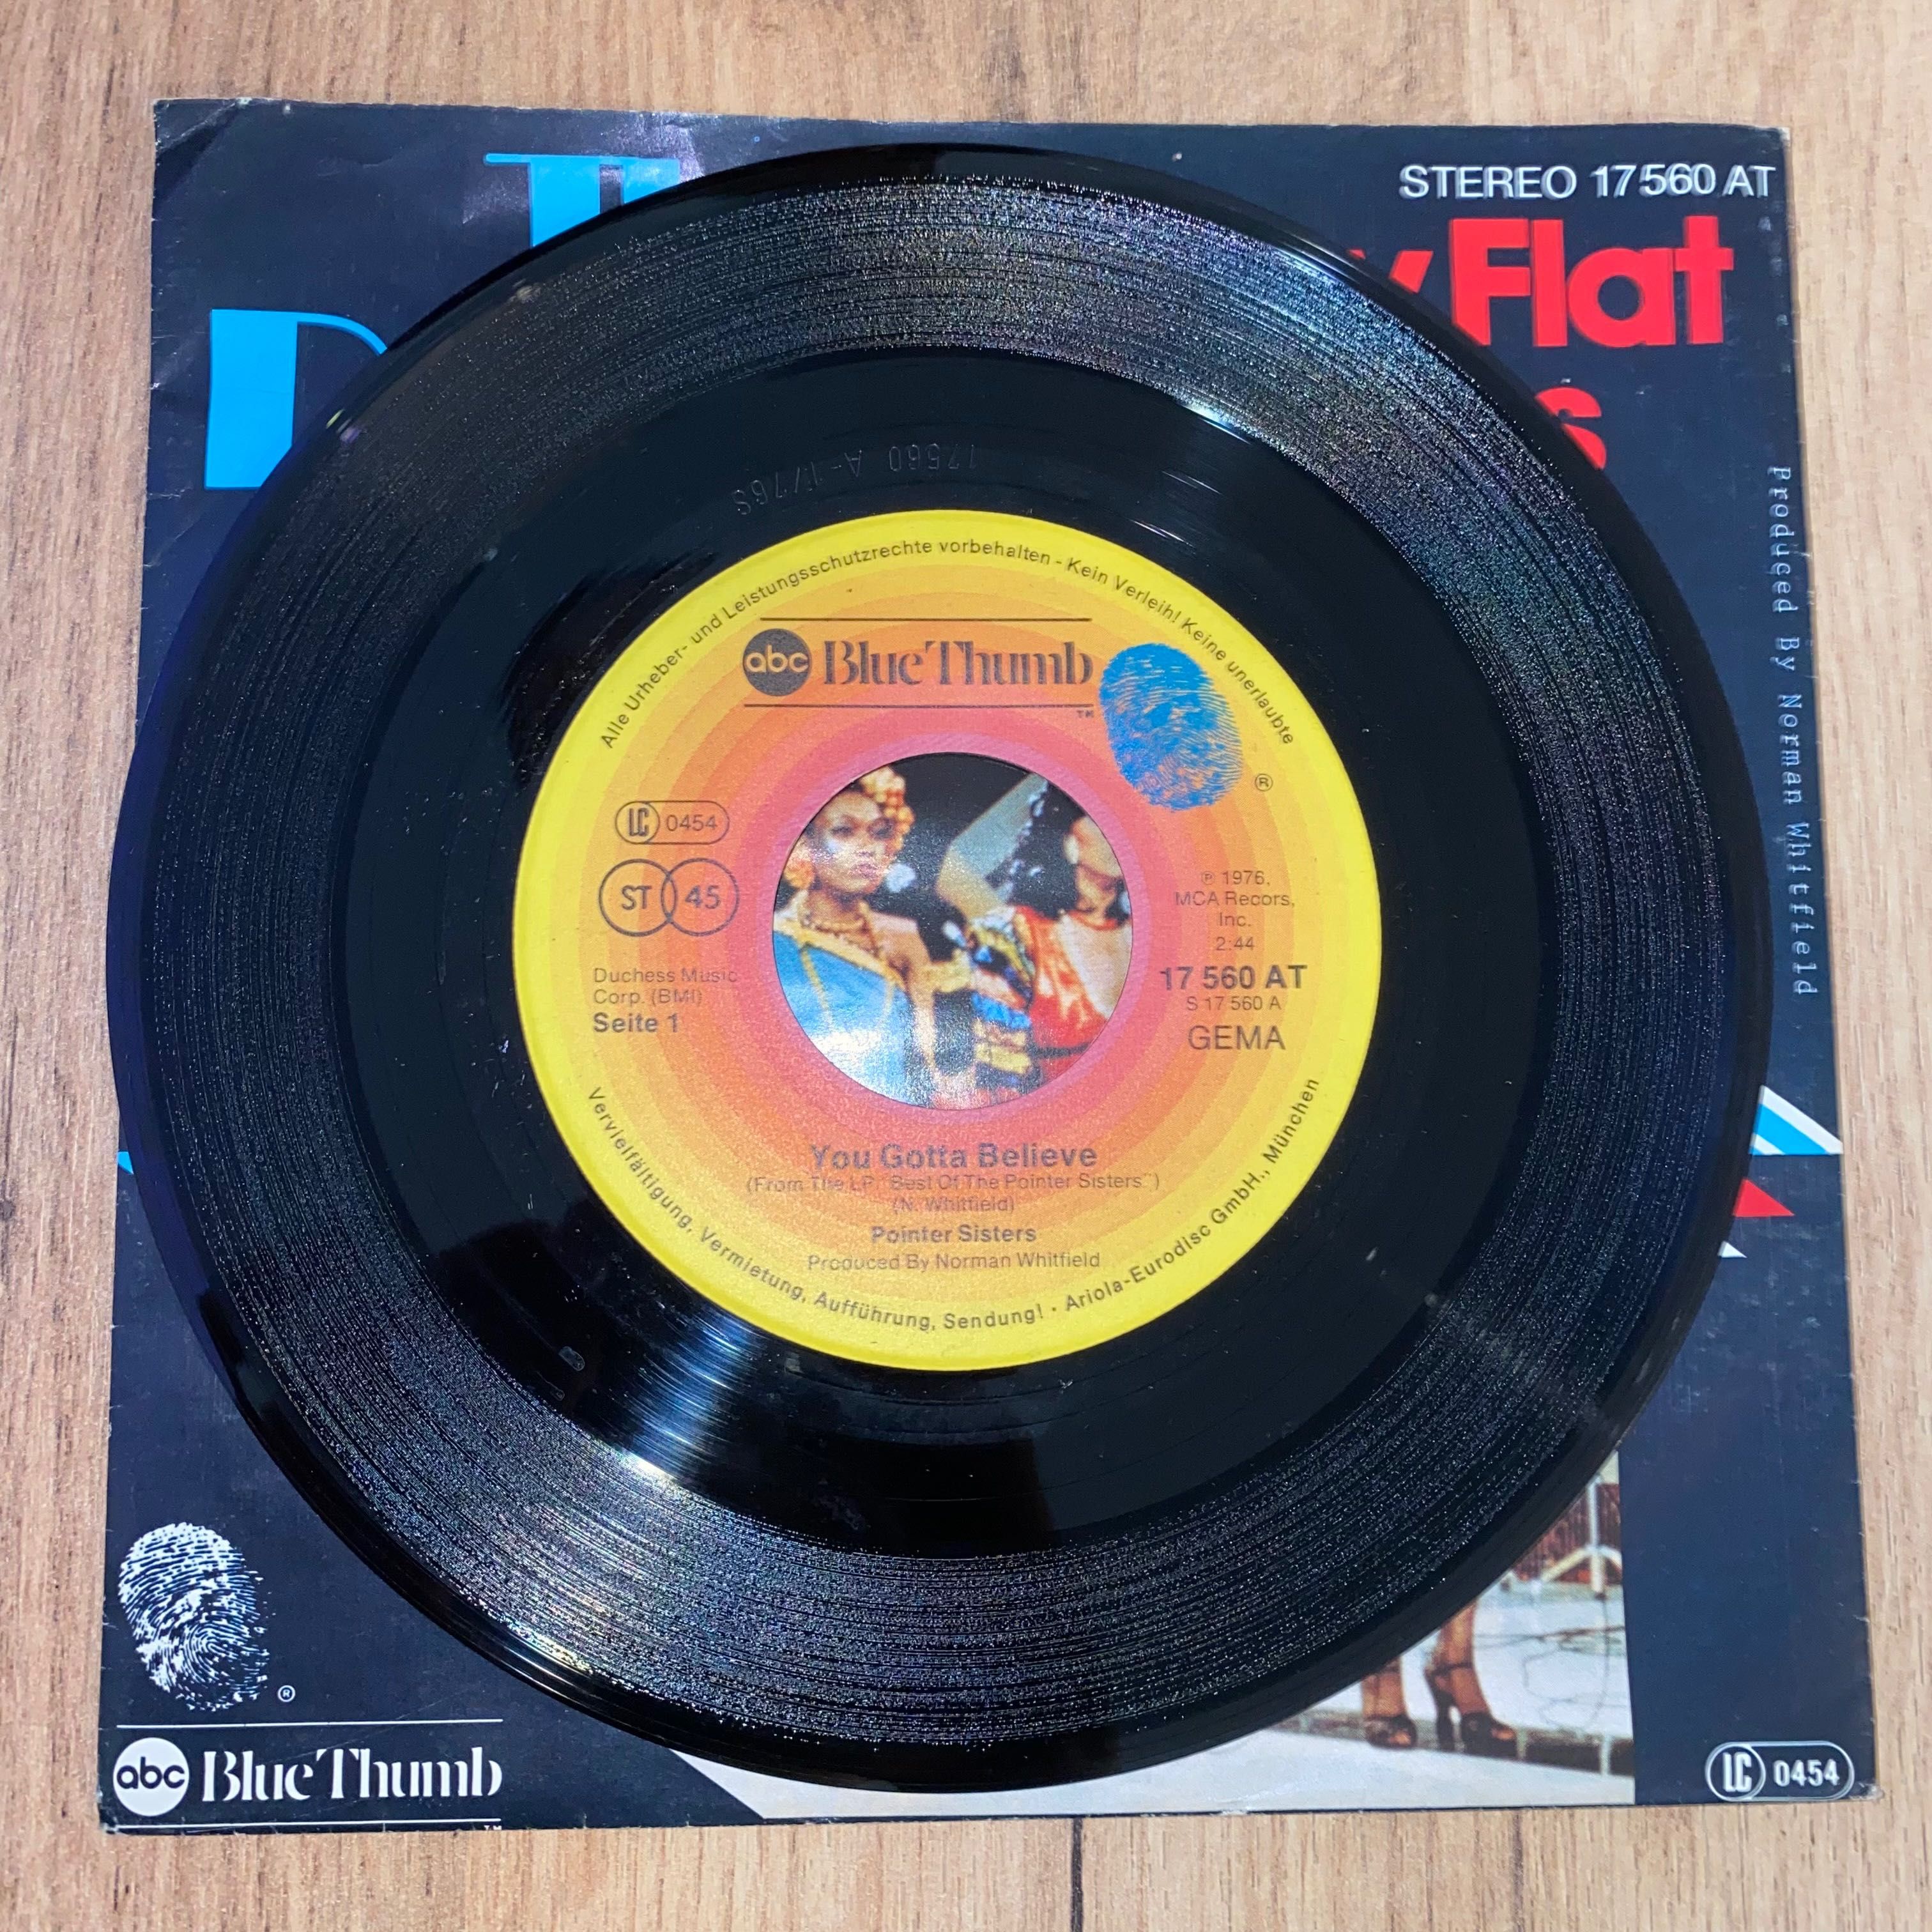 STEREO 17560 AT
Flat
s
Produced By Norman Whitfield
17560 A-1/76S
Alle Urheber- und Leistungsschutzrechte vorbehalten - Kein Verleih! Keine unerlaubte
abc Blue Thumb
TM
®
LC 0454
ST 45
Duchess Music
Corp. (BMI)
Seite 1
℗ 1976,
MCA Recors,
Inc.
2:44
17 560 AT
S 17 560 A
GEMA
You Gotta Believe
(From The LP "Best Of The Pointer Sisters")
(N. Whitfield)
Pointer Sisters
Produced By Norman Whitfield
Vervielfältigung, Vermietung, Aufführung, Sendung! · Ariola-Eurodisc GmbH., München
®
abc Blue Thumb
TM
LC 0454